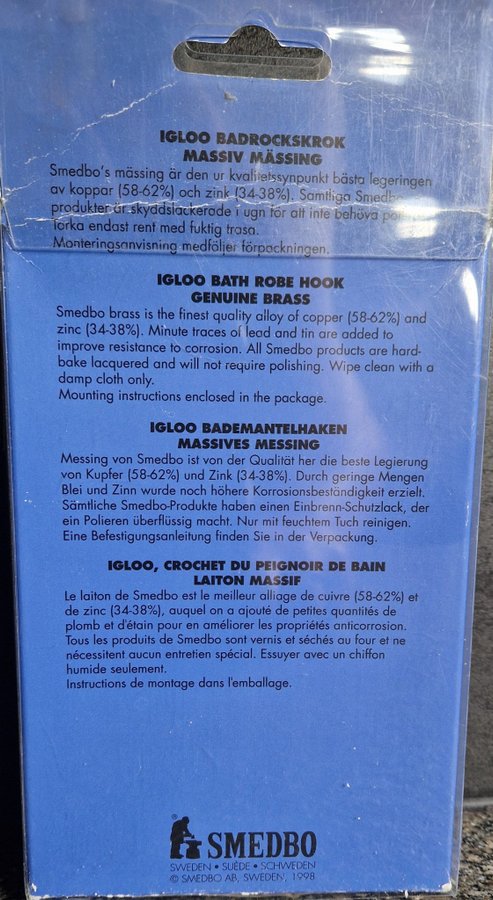 IGLOO BADROCKSKROK
MASSIV MÄSSING
Smedbo's mässing är den ur kvalitetssynpunkt bästa legeringen
av koppar (58-62%) och zink (34-38%). Samtliga Smedbo
produkter är skyddslackerade i ugn för att inte behöva
torka endast rent med fuktig trasa.
Monteringsanvisning medföljer förpackningen.
IGLOO BATH ROBE HOOK
GENUINE BRASS
Smedbo brass is the finest quality alloy of copper (58-62%) and
zinc (34-38%). Minute traces of lead and tin are added to
improve resistance to corrosion. All Smedbo products are hard-
bake lacquered and will not require polishing. Wipe clean with a
damp cloth only.
Mounting instructions enclosed in the package.
IGLOO BADEMANTELHAKEN
MASSIVES MESSING
Messing von Smedbo ist von der Qualität her die beste Legierung
von Kupfer (58-62%) und Zink (34-38%). Durch geringe Mengen
Blei und Zinn wurde noch höhere Korrosionsbeständigkeit erzielt.
Sämtliche Smedbo-Produkte haben einen Einbrenn-Schutzlack, der
ein Polieren überflüssig macht. Nur mit feuchtem Tuch reinigen.
Eine Befestigungsanleitung finden Sie in der Verpackung.
IGLOO, CROCHET DU PEIGNOIR DE BAIN
LAITON MASSIF
Le laiton de Smedbo est le meilleur alliage de cuivre (58-62%) et
de zinc (34-38%), auquel on a ajouté de petites quantités de
plomb et d'étain pour en améliorer les propriétés anticorrosion.
Tous les produits de Smedbo sont vernis et séchés au four et ne
nécessitent aucun entretien spécial. Essuyer avec un chiffon
humide seulement.
Instructions de montage dans l'emballage.
SMEDBO
SWEDEN • SUÈDE • SCHWEDEN
© SMEDBO AB, SWEDEN, 1998